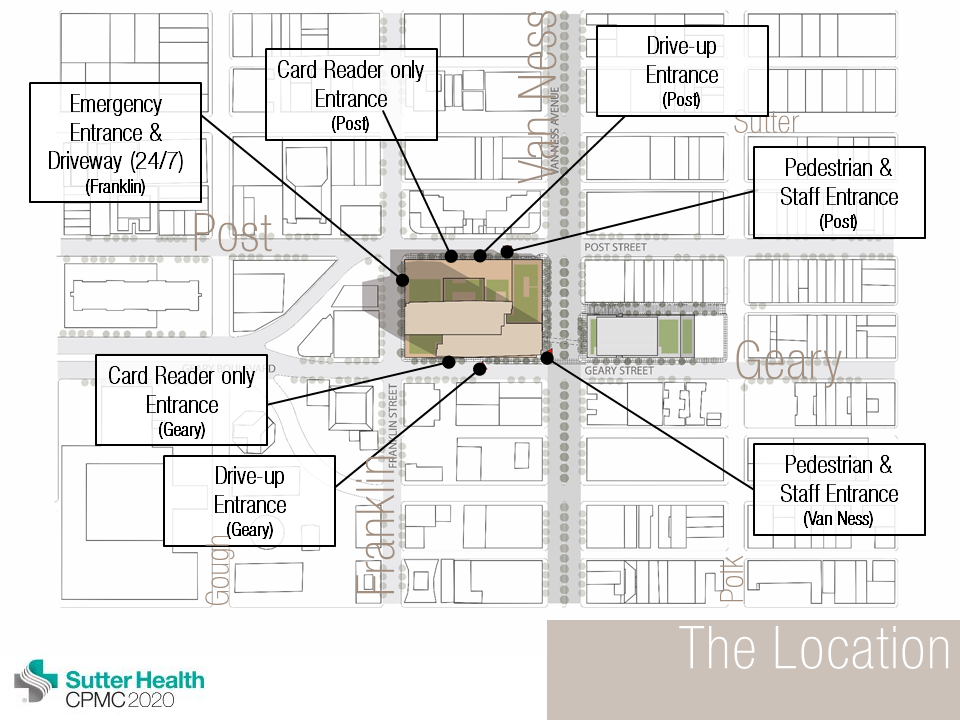 Van Ness
VAN NESS AVENUE
Drive-up
Entrance
(Post)
Card Reader only
Entrance
(Post)
Emergency
Entrance &
Driveway (24/7)
(Franklin)
Sutter
Pedestrian &
Staff Entrance
(Post)
Post
POST STREET
Geary
GEARY STREET
Card Reader only
Entrance
(Geary)
FRANKLIN STREET
Franklin
Drive-up
Entrance
(Geary)
Pedestrian &
Staff Entrance
(Van Ness)
Gough
Polk
The Location
Sutter Health
CPMC 2020